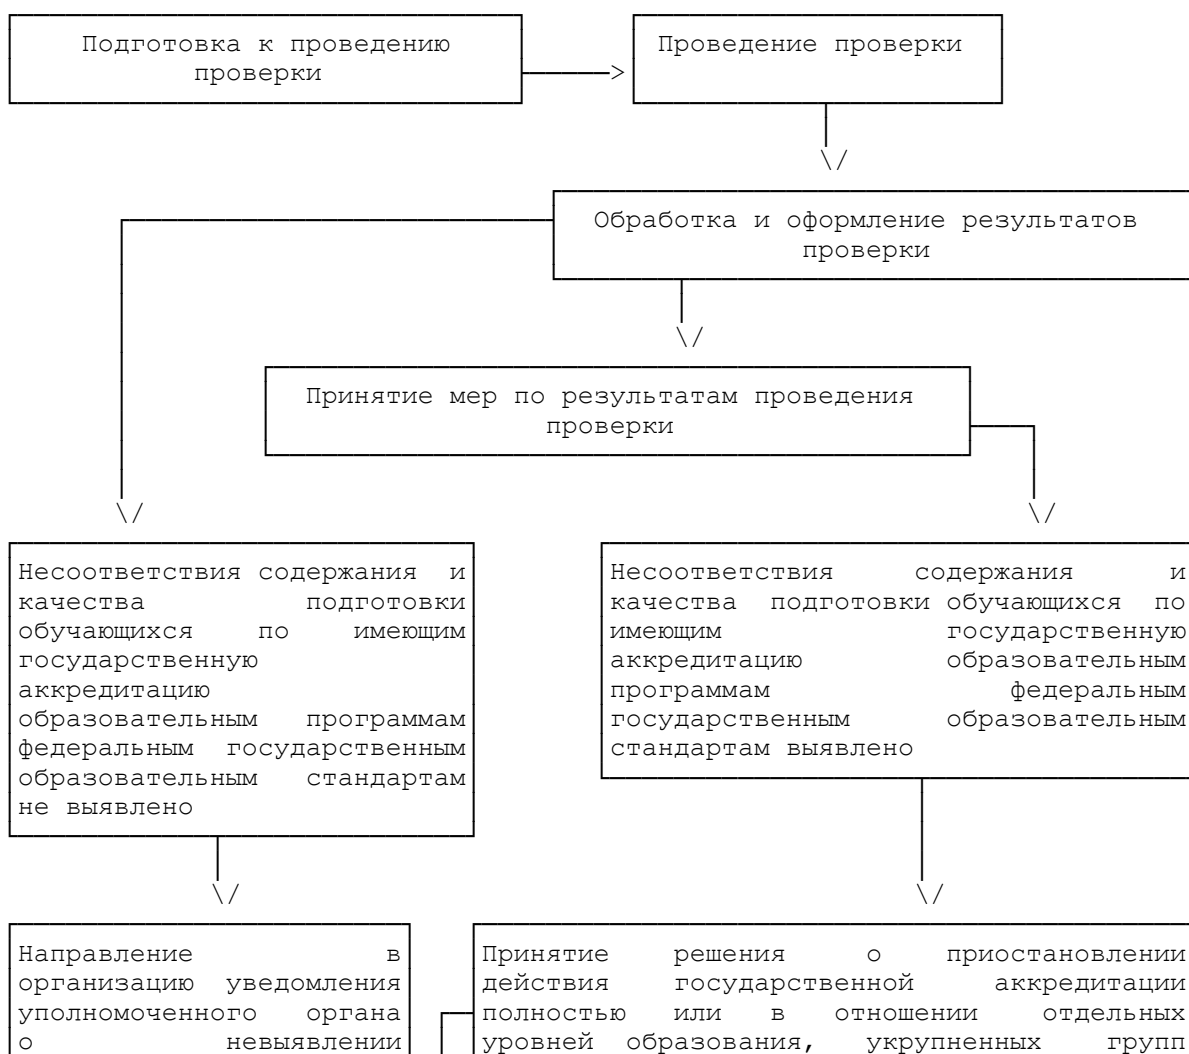 Подготовка к проведению
проверки
Проведение проверки
Обработка и оформление результатов
проверки
Принятие мер по результатам проведения
проверки
Несоответствия содержания и
качества подготовки
обучающихся по имеющим
государственную
аккредитацию
образовательным программам
федеральным государственным
образовательным стандартам
не выявлено
Несоответствия содержания и
качества подготовки обучающихся по
имеющим государственную
аккредитацию образовательным
программам федеральным
государственным образовательным
стандартам выявлено
Направление в
организацию уведомления
уполномоченного органа
о невыявлении
Принятие решения о приостановлении
действия государственной аккредитации
полностью или в отношении отдельных
уровней образования, укрупненных групп